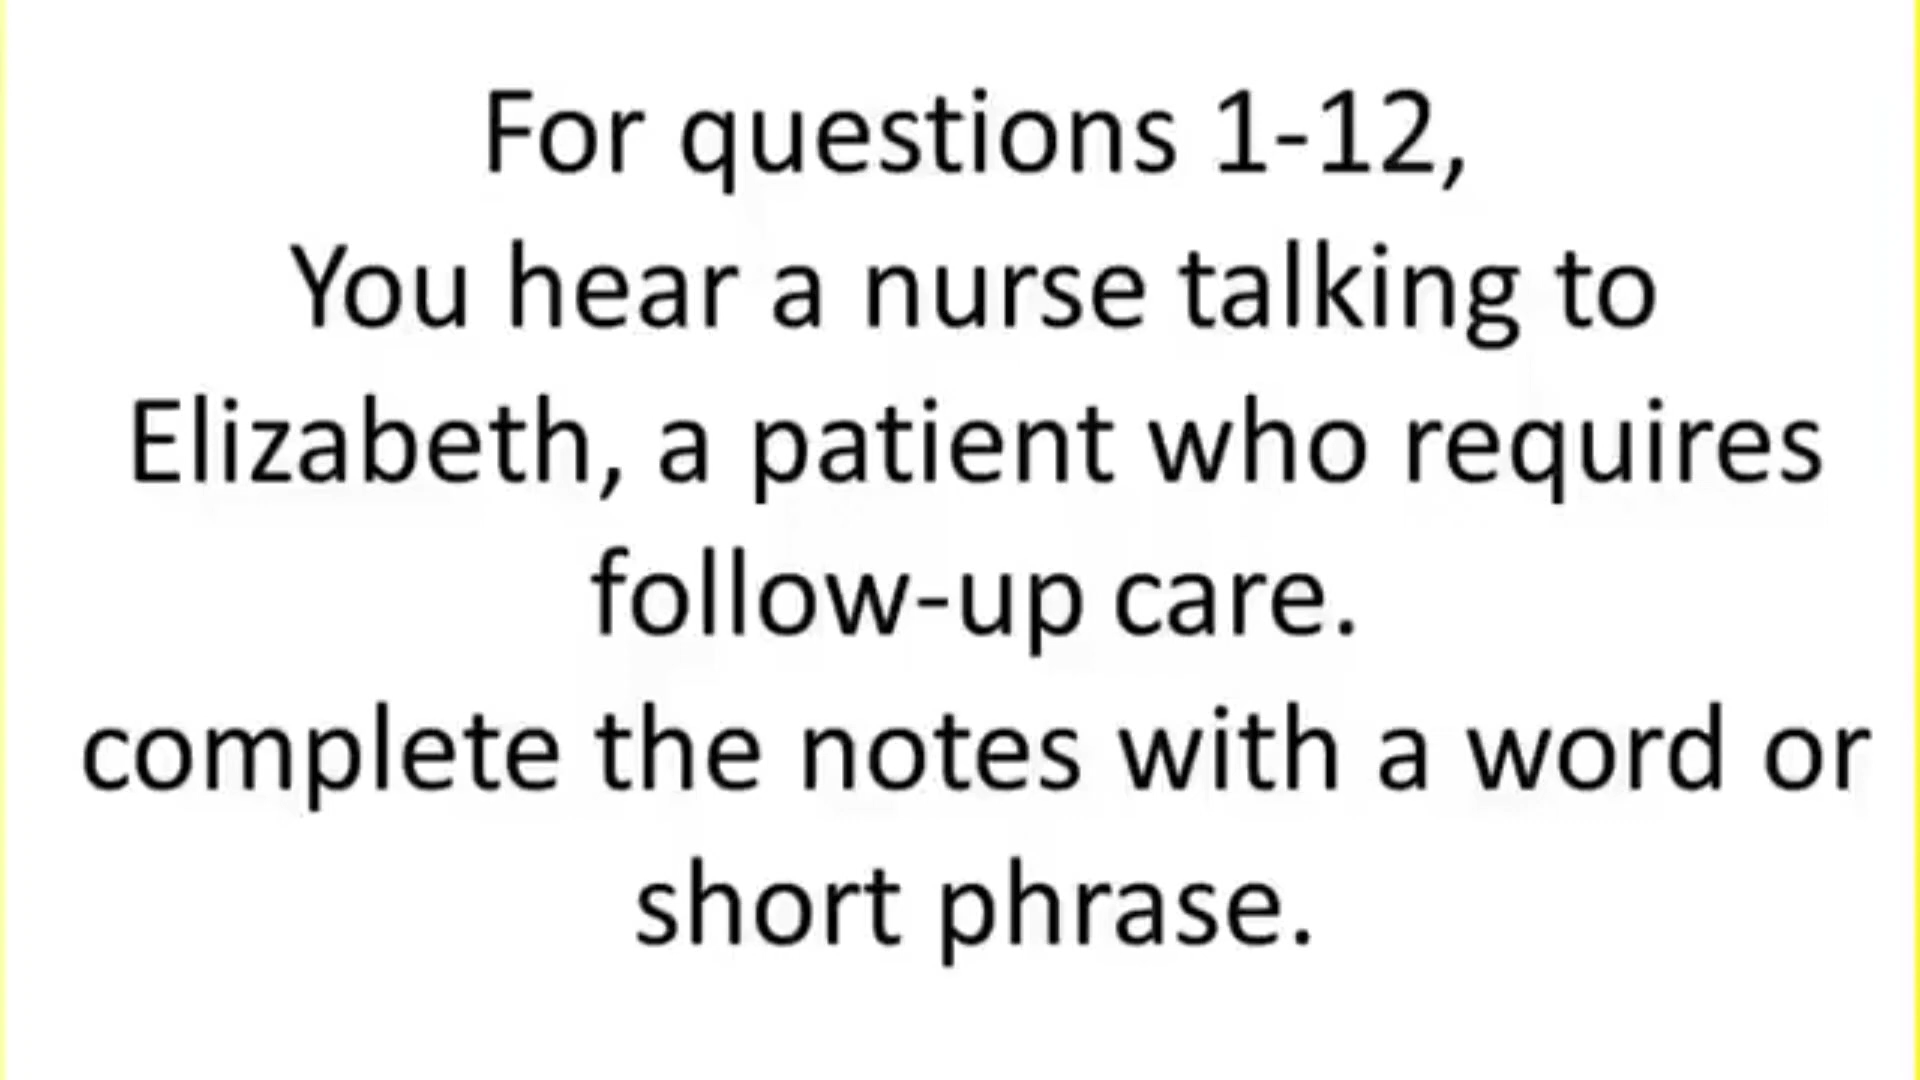 For questions 1-12,
You hear a nurse talking to
Elizabeth, a patient who requires
follow-up care.
complete the notes with a word or
short phrase.